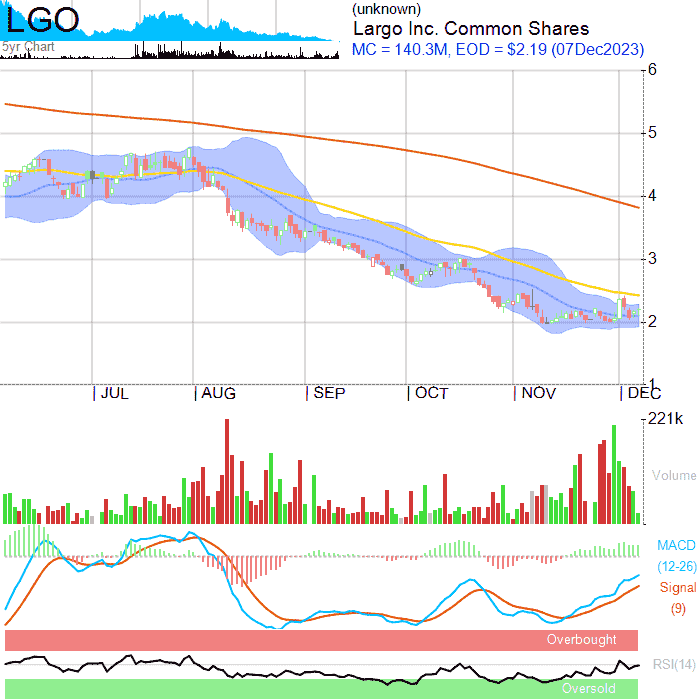 LGO
5yr Chart
(unknown)
Largo Inc. Common Shares
MC = 140.3M, EOD = $2.19 (07Dec2023)
6
5
4
3
2
1
JUL AUG SEP OCT NOV DEC
221k
Volume
MACD
(12-26)
Signal
(9)
Overbought
RSI(14)
Oversold